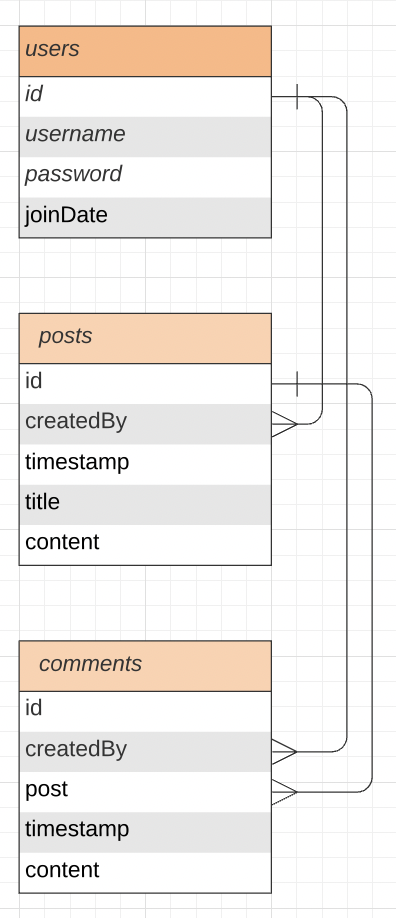 users
id
username
password
joinDate
posts
id
createdBy
timestamp
title
content
comments
id
createdBy
post
timestamp
content